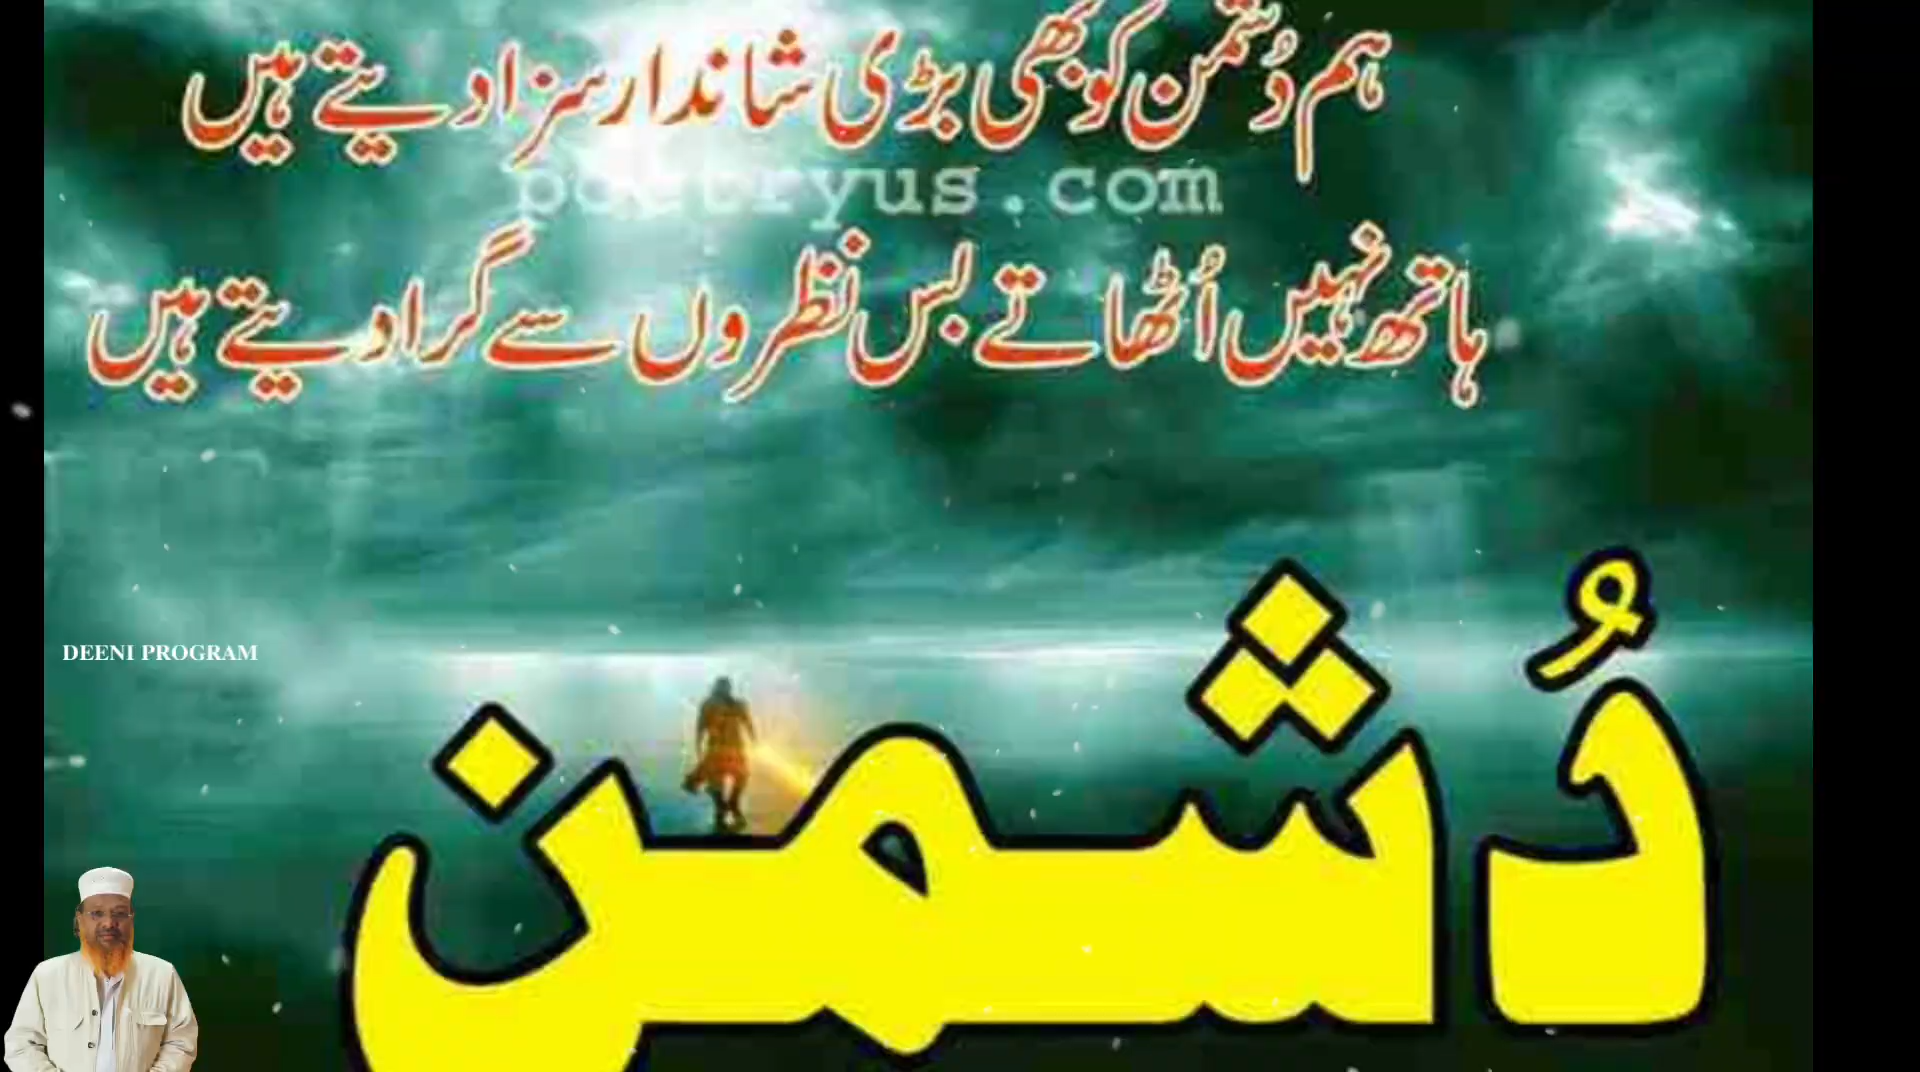 ہم دُشمن کو بھی بڑی شاندار سزا دیتے ہیں
poetryus.com
ہاتھ نہیں اُٹھاتے بس نظروں سے گرا دیتے ہیں
DEENI PROGRAM
دُشمن